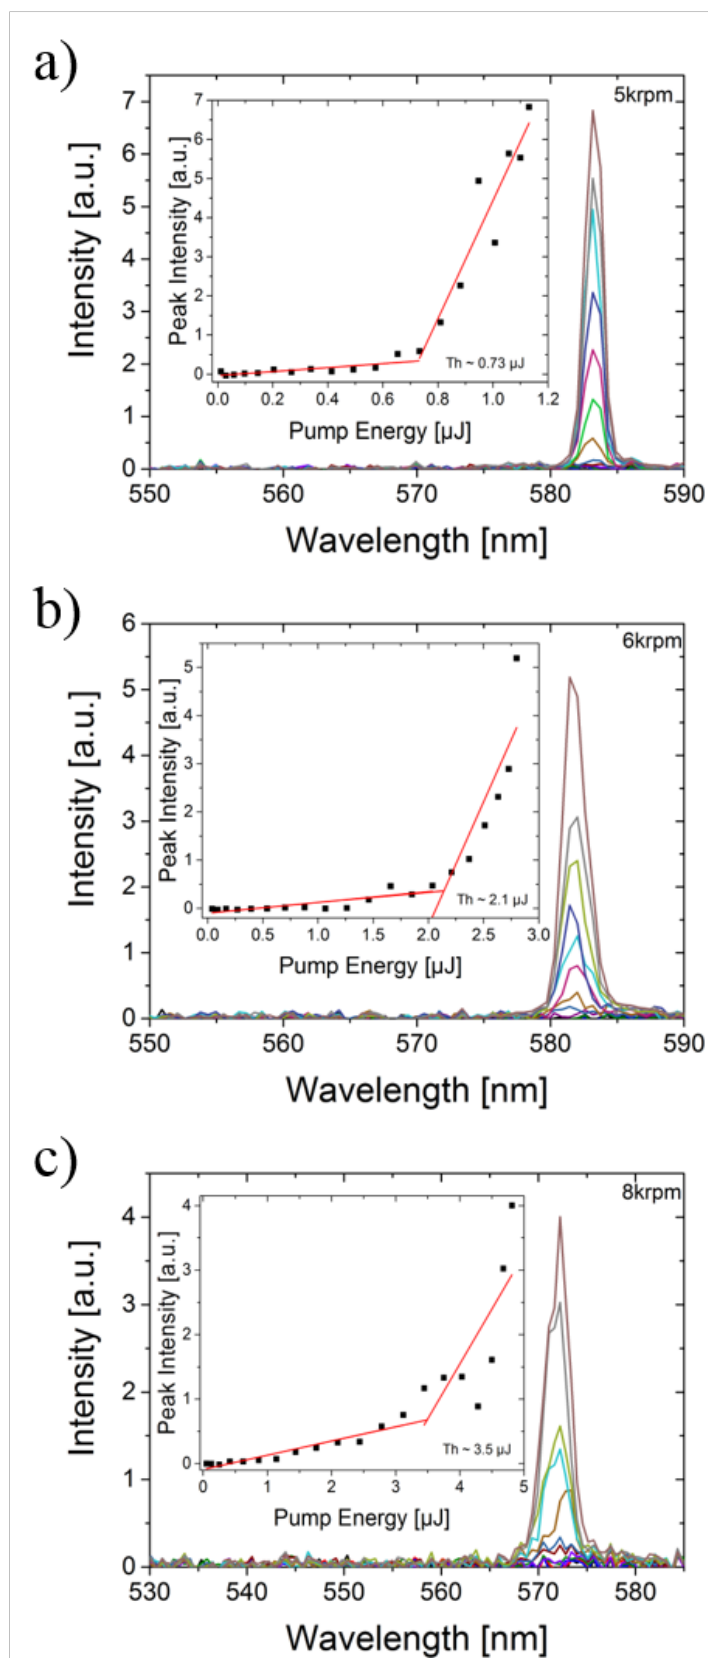 a)
5krpm
Intensity [a.u.]
7
6
5
4
3
2
1
0
550 560 570 580 590
Wavelength [nm]
Peak Intensity [a.u.]
7
6
5
4
3
2
1
0
0.0 0.2 0.4 0.6 0.8 1.0 1.2
Pump Energy [µJ]
Th ~ 0.73 µJ
b)
6krpm
Intensity [a.u.]
6
5
4
3
2
1
0
550 560 570 580 590
Wavelength [nm]
Peak Intensity [a.u.]
5
4
3
2
1
0
0.0 0.5 1.0 1.5 2.0 2.5 3.0
Pump Energy [µJ]
Th ~ 2.1 µJ
c)
8krpm
Intensity [a.u.]
4
3
2
1
0
530 540 550 560 570 580
Wavelength [nm]
Peak Intensity [a.u.]
4
3
2
1
0
0 1 2 3 4 5
Pump Energy [µJ]
Th ~ 3.5 µJ